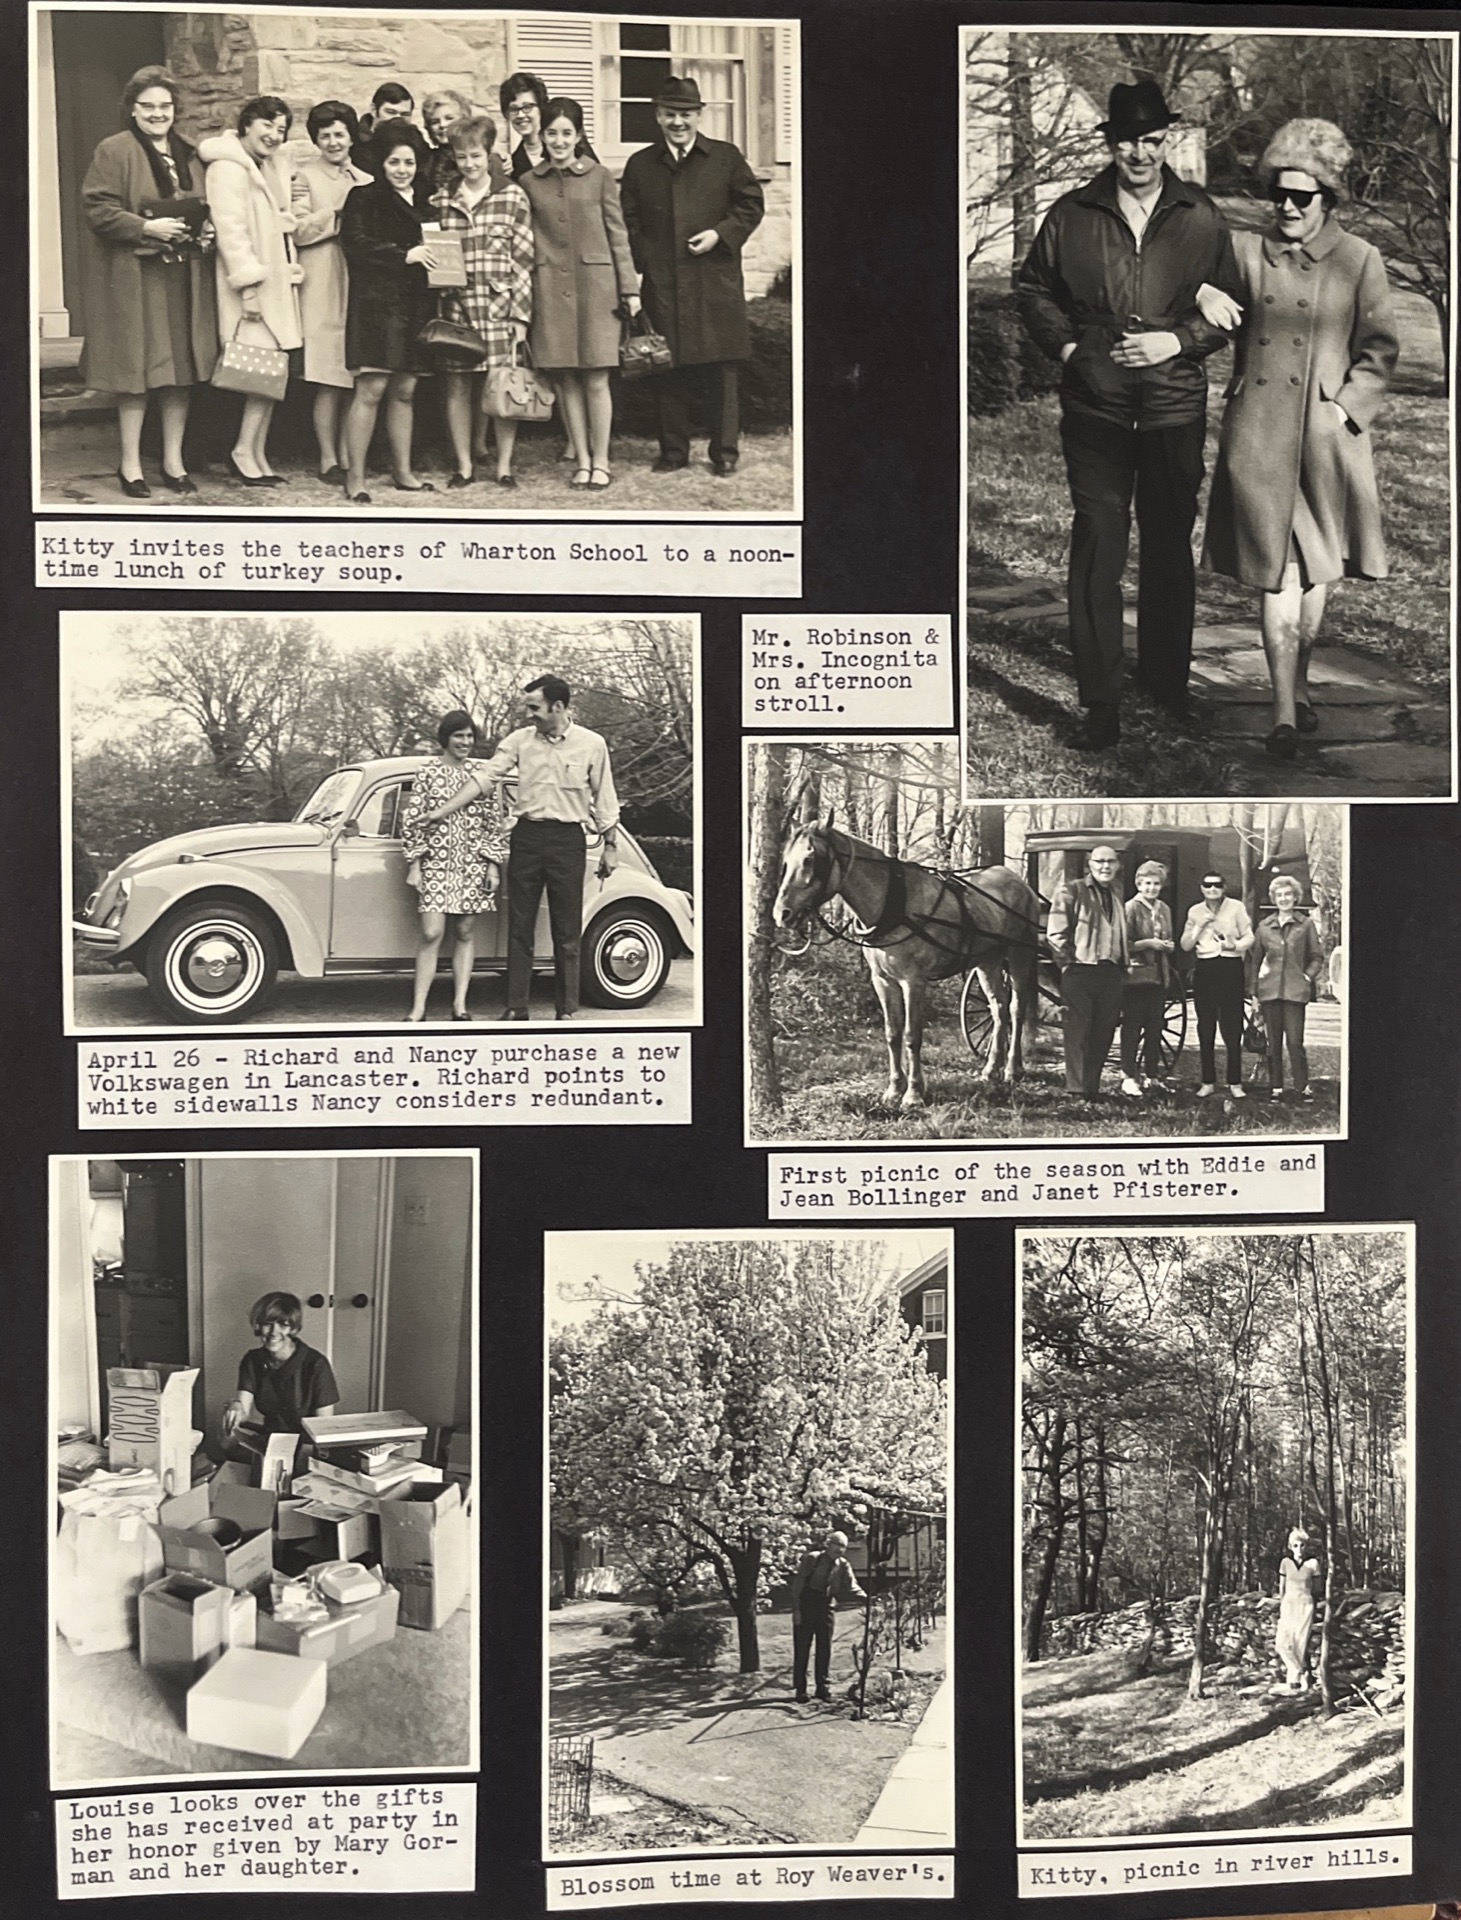 Kitty invites the teachers of Wharton School to a noon-
time lunch of turkey soup.
Mr. Robinson &
Mrs. Incognita
on afternoon
stroll.
April 26 - Richard and Nancy purchase a new
Volkswagen in Lancaster. Richard points to
white sidewalls Nancy considers redundant.
First picnic of the season with Eddie and
Jean Bollinger and Janet Pfisterer.
Louise looks over the gifts
she has received at party in
her honor given by Mary Gor-
man and her daughter.
Blossom time at Roy Weaver's.
Kitty, picnic in river hills.